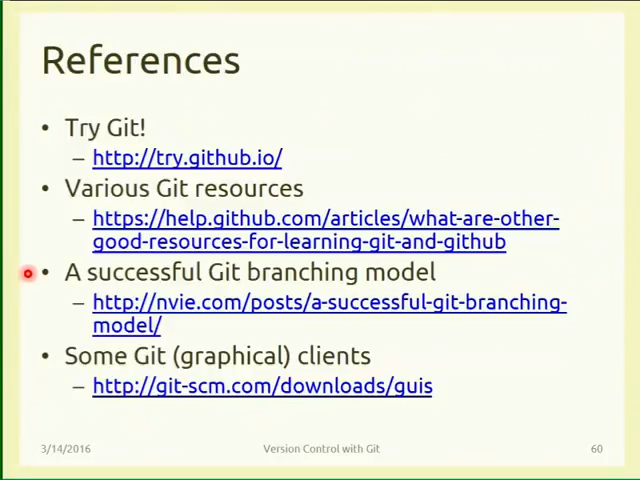 References
• Try Git!
– http://try.github.io/
• Various Git resources
– https://help.github.com/articles/what-are-other-
good-resources-for-learning-git-and-github
• A successful Git branching model
– http://nvie.com/posts/a-successful-git-branching-
model/
• Some Git (graphical) clients
– http://git-scm.com/downloads/guis
3/14/2016 Version Control with Git 60